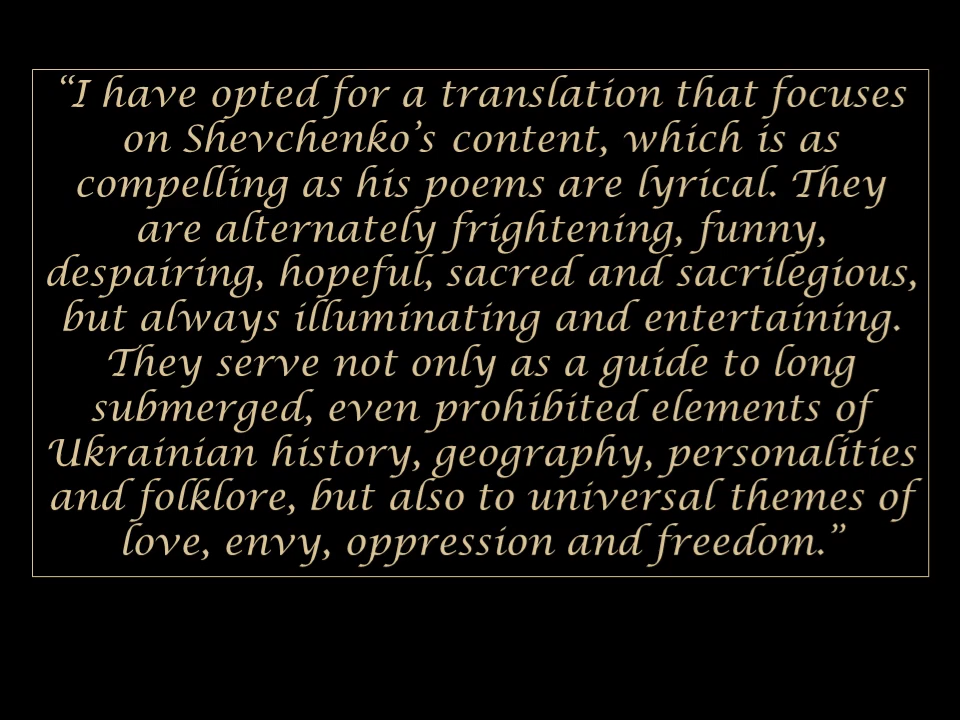 “I have opted for a translation that focuses
on Shevchenko’s content, which is as
compelling as his poems are lyrical. They
are alternately frightening, funny,
despairing, hopeful, sacred and sacrilegious,
but always illuminating and entertaining.
They serve not only as a guide to long
submerged, even prohibited elements of
Ukrainian history, geography, personalities
and folklore, but also to universal themes of
love, envy, oppression and freedom.”